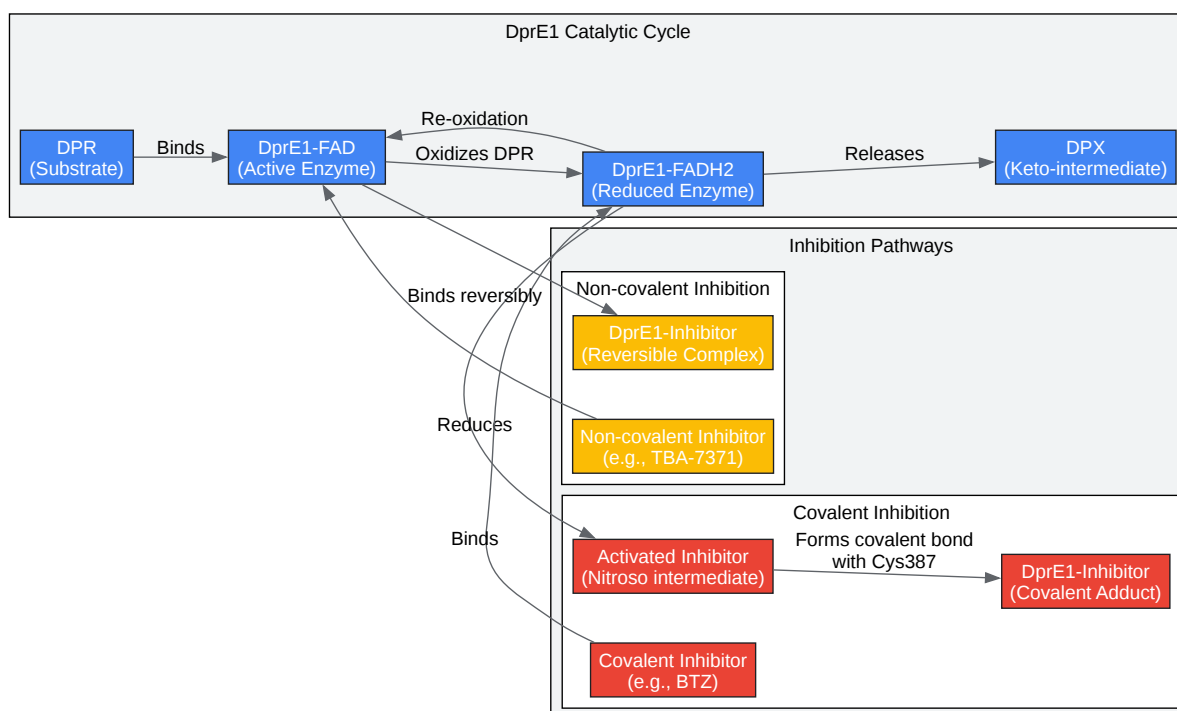 DprE1 Catalytic Cycle
Re-oxidation
DPR
(Substrate)
Binds
DprE1-FAD
(Active Enzyme)
Oxidizes DPR
DprE1-FADH2
(Reduced Enzyme)
Releases
DPX
(Keto-intermediate)
Inhibition Pathways
Non-covalent Inhibition
Binds reversibly
DprE1-Inhibitor
(Reversible Complex)
Non-covalent Inhibitor
(e.g., TBA-7371)
Reduces
Covalent Inhibition
Activated Inhibitor
(Nitroso intermediate)
Forms covalent bond
with Cys387
DprE1-Inhibitor
(Covalent Adduct)
Binds
Covalent Inhibitor
(e.g., BTZ)